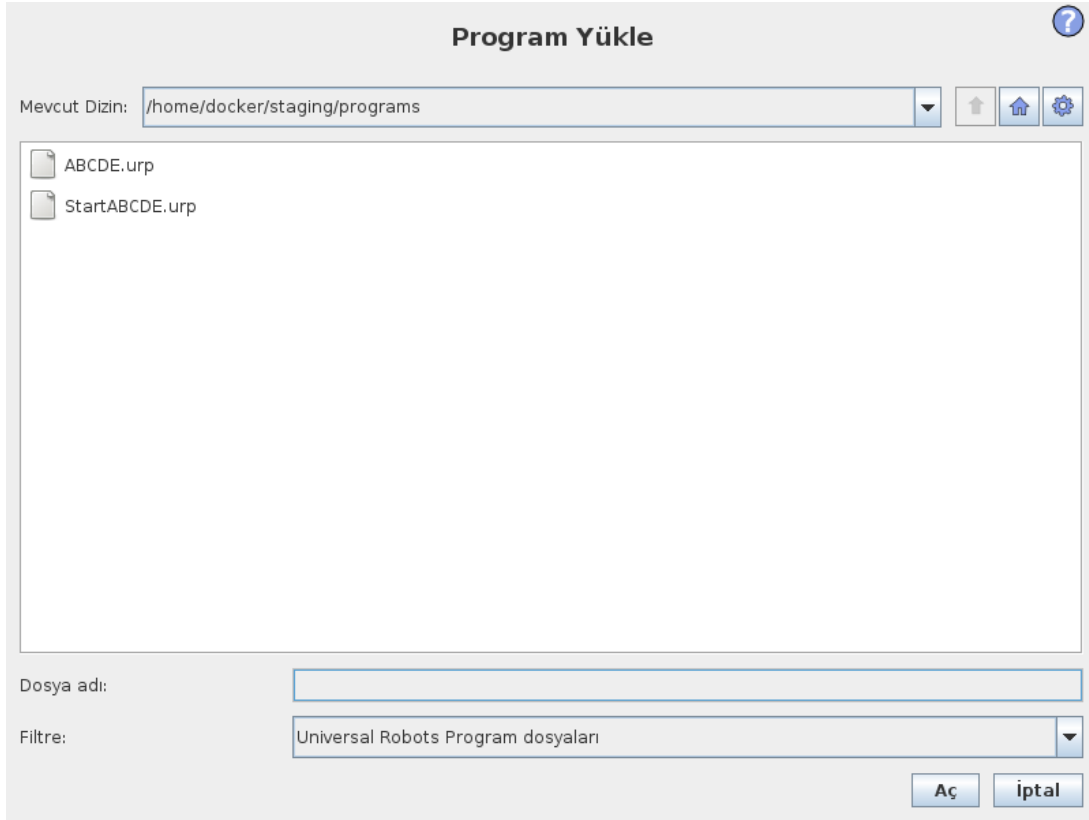 Program Yükle
?
Mevcut Dizin: /home/docker/staging/programs
ABCDE.urp
StartABCDE.urp
Dosya adı:
Filtre: Universal Robots Program dosyaları
Aç İptal